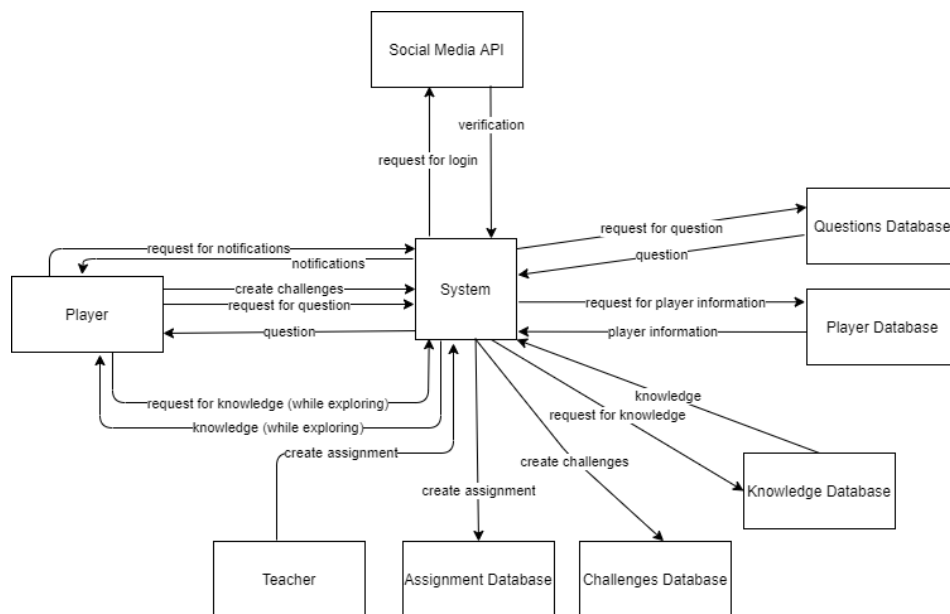 Social Media API
verification
request for login
request for question
Questions Database
request for notifications
question
notifications
create challenges
System
request for player information
request for question
Player
Player Database
question
player information
knowledge
request for knowledge (while exploring)
request for knowledge
knowledge (while exploring)
create assignment
create challenges
create assignment
Knowledge Database
Teacher
Assignment Database
Challenges Database